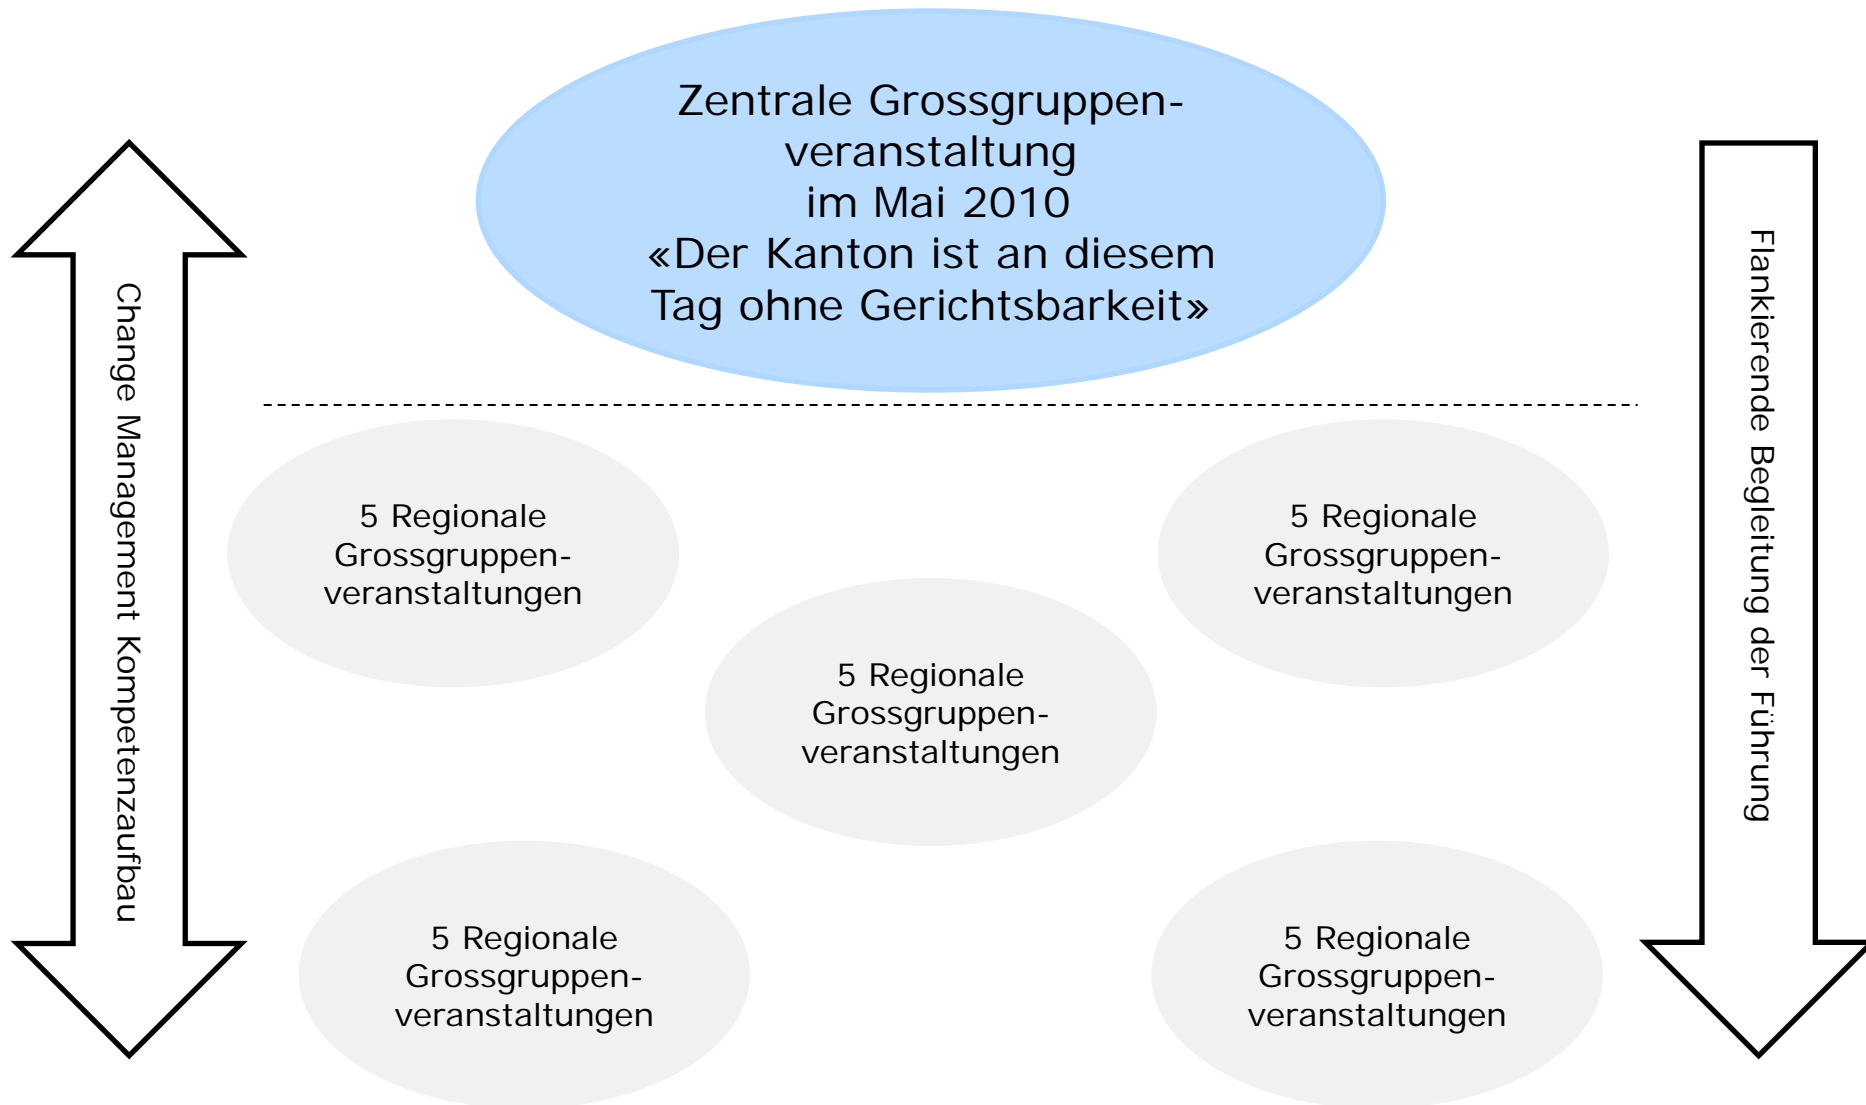 Zentrale Grossgruppen-
veranstaltung
im Mai 2010
«Der Kanton ist an diesem
Tag ohne Gerichtsbarkeit»
Change Management Kompetenzaufbau
Flankierende Begleitung der Führung
5 Regionale
Grossgruppen-
veranstaltungen
5 Regionale
Grossgruppen-
veranstaltungen
5 Regionale
Grossgruppen-
veranstaltungen
5 Regionale
Grossgruppen-
veranstaltungen
5 Regionale
Grossgruppen-
veranstaltungen